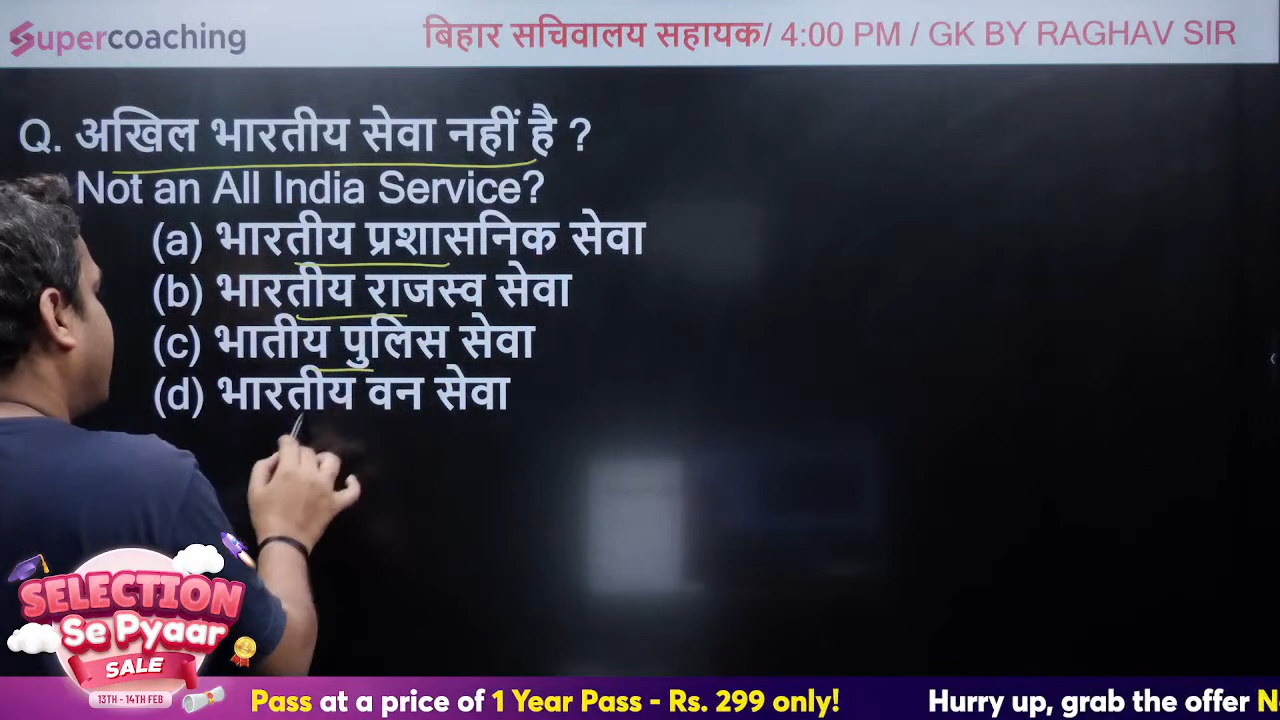 Supercoaching
बिहार सचिवालय सहायक/ 4:00 PM / GK BY RAGHAV SIR
Q. अखिल भारतीय सेवा नहीं है ?
Not an All India Service?
(a) भारतीय प्रशासनिक सेवा
(b) भारतीय राजस्व सेवा
(c) भातीय पुलिस सेवा
(d) भारतीय वन सेवा
SELECTION
Se Pyaar
SALE
13TH - 14TH FEB
Pass at a price of 1 Year Pass - Rs. 299 only!
Hurry up, grab the offer N